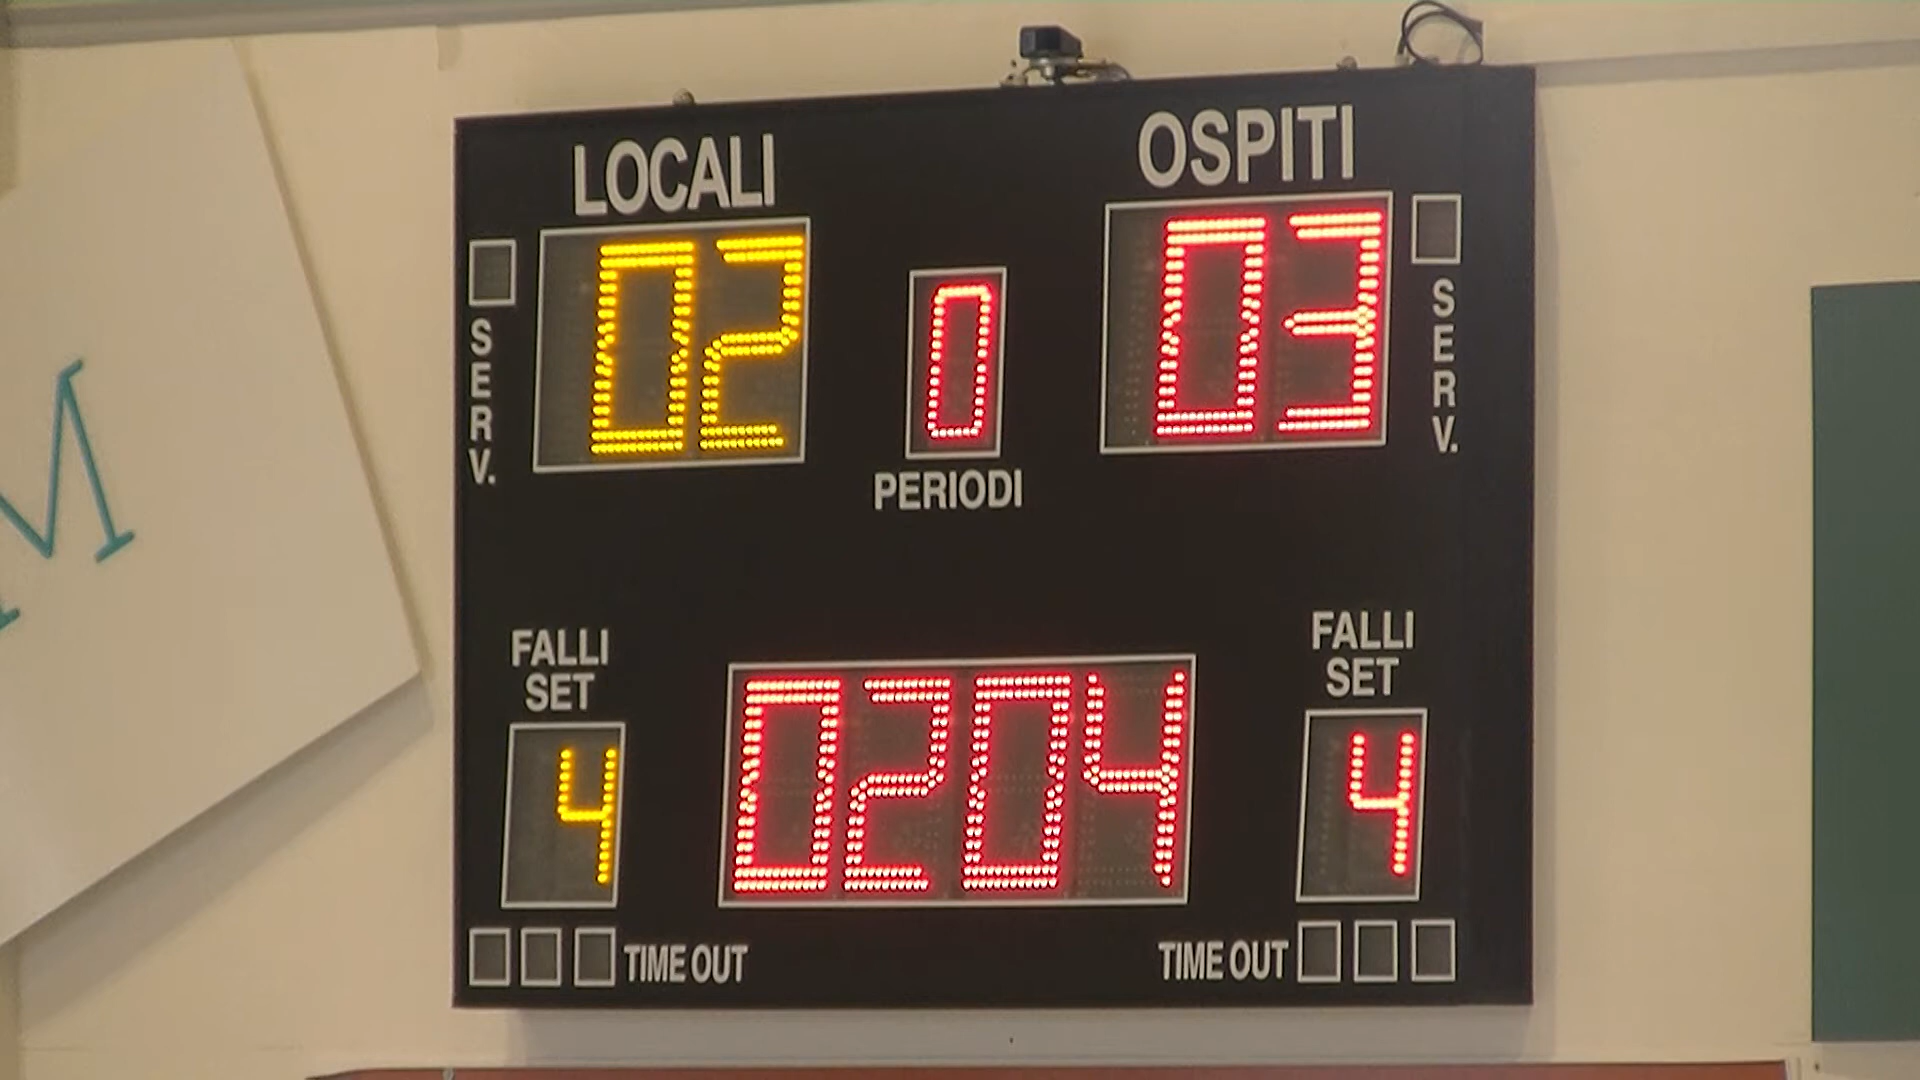 LOCALI
OSPITI
SERV.
02
0
03
SERV.
PERIODI
FALLI
SET
FALLI
SET
4
0204
4
TIME OUT
TIME OUT
M